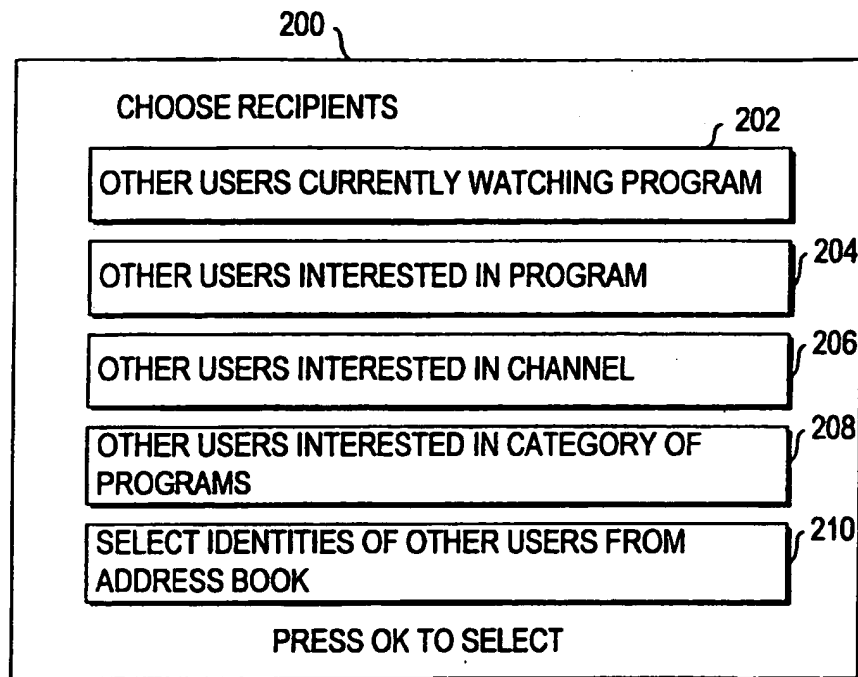 200
CHOOSE RECIPIENTS
202
OTHER USERS CURRENTLY WATCHING PROGRAM
204
OTHER USERS INTERESTED IN PROGRAM
206
OTHER USERS INTERESTED IN CHANNEL
208
OTHER USERS INTERESTED IN CATEGORY OF
PROGRAMS
210
SELECT IDENTITIES OF OTHER USERS FROM
ADDRESS BOOK
PRESS OK TO SELECT